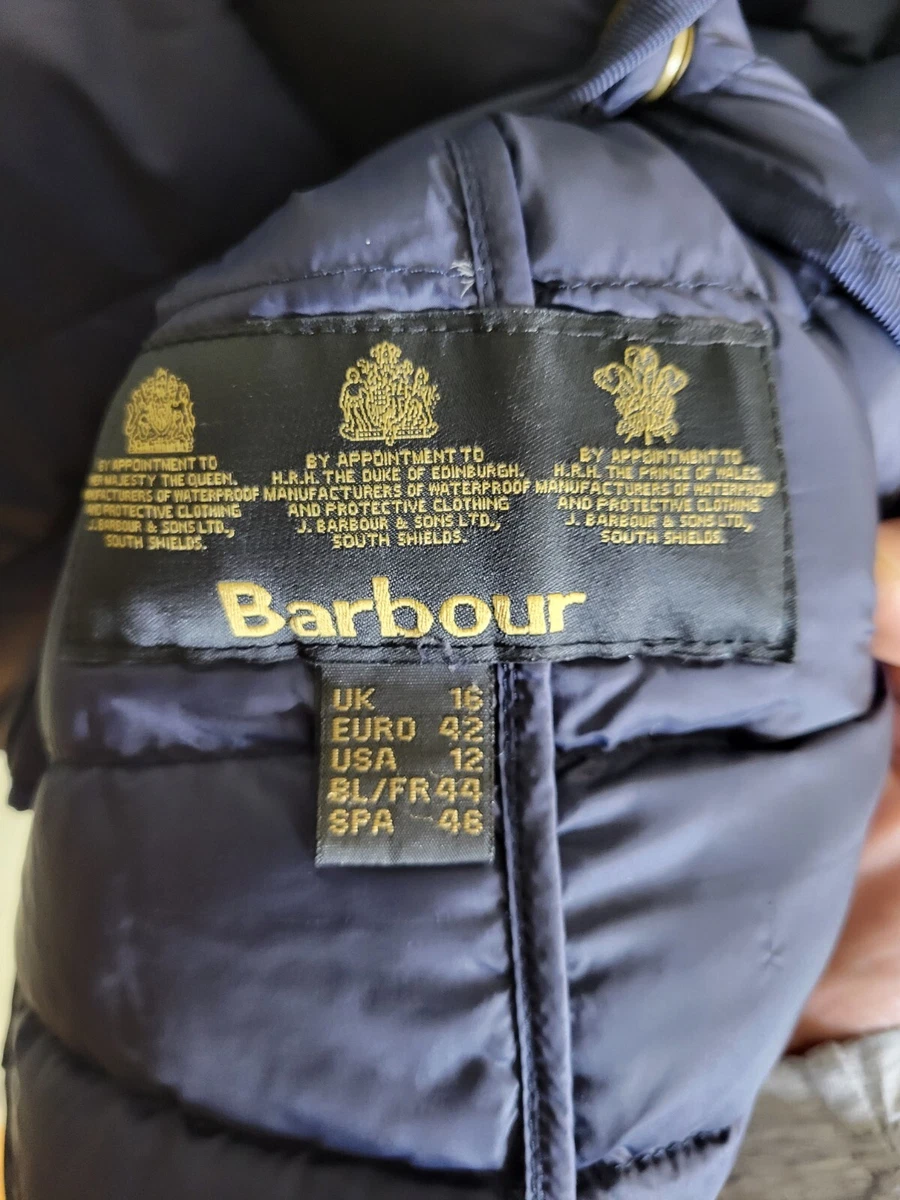 BY APPOINTMENT TO
MAJESTY THE QUEEN.
MANUFACTURERS OF WATERPROOF
AND PROTECTIVE CLOTHING
J. BARBOUR & SONS LTD.,
SOUTH SHIELDS.
BY APPOINTMENT TO
H.R.H. THE DUKE OF EDINBURGH.
MANUFACTURERS OF WATERPROOF
AND PROTECTIVE CLOTHING
J. BARBOUR & SONS LTD.,
SOUTH SHIELDS.
BY APPOINTMENT TO
H.R.H. THE PRINCE OF WALES.
MANUFACTURERS OF WATERPROOF
AND PROTECTIVE CLOTHING
J. BARBOUR & SONS LTD.,
SOUTH SHIELDS.
Barbour
UK 16
EURO 42
USA 12
BL/FR 44
SPA 46